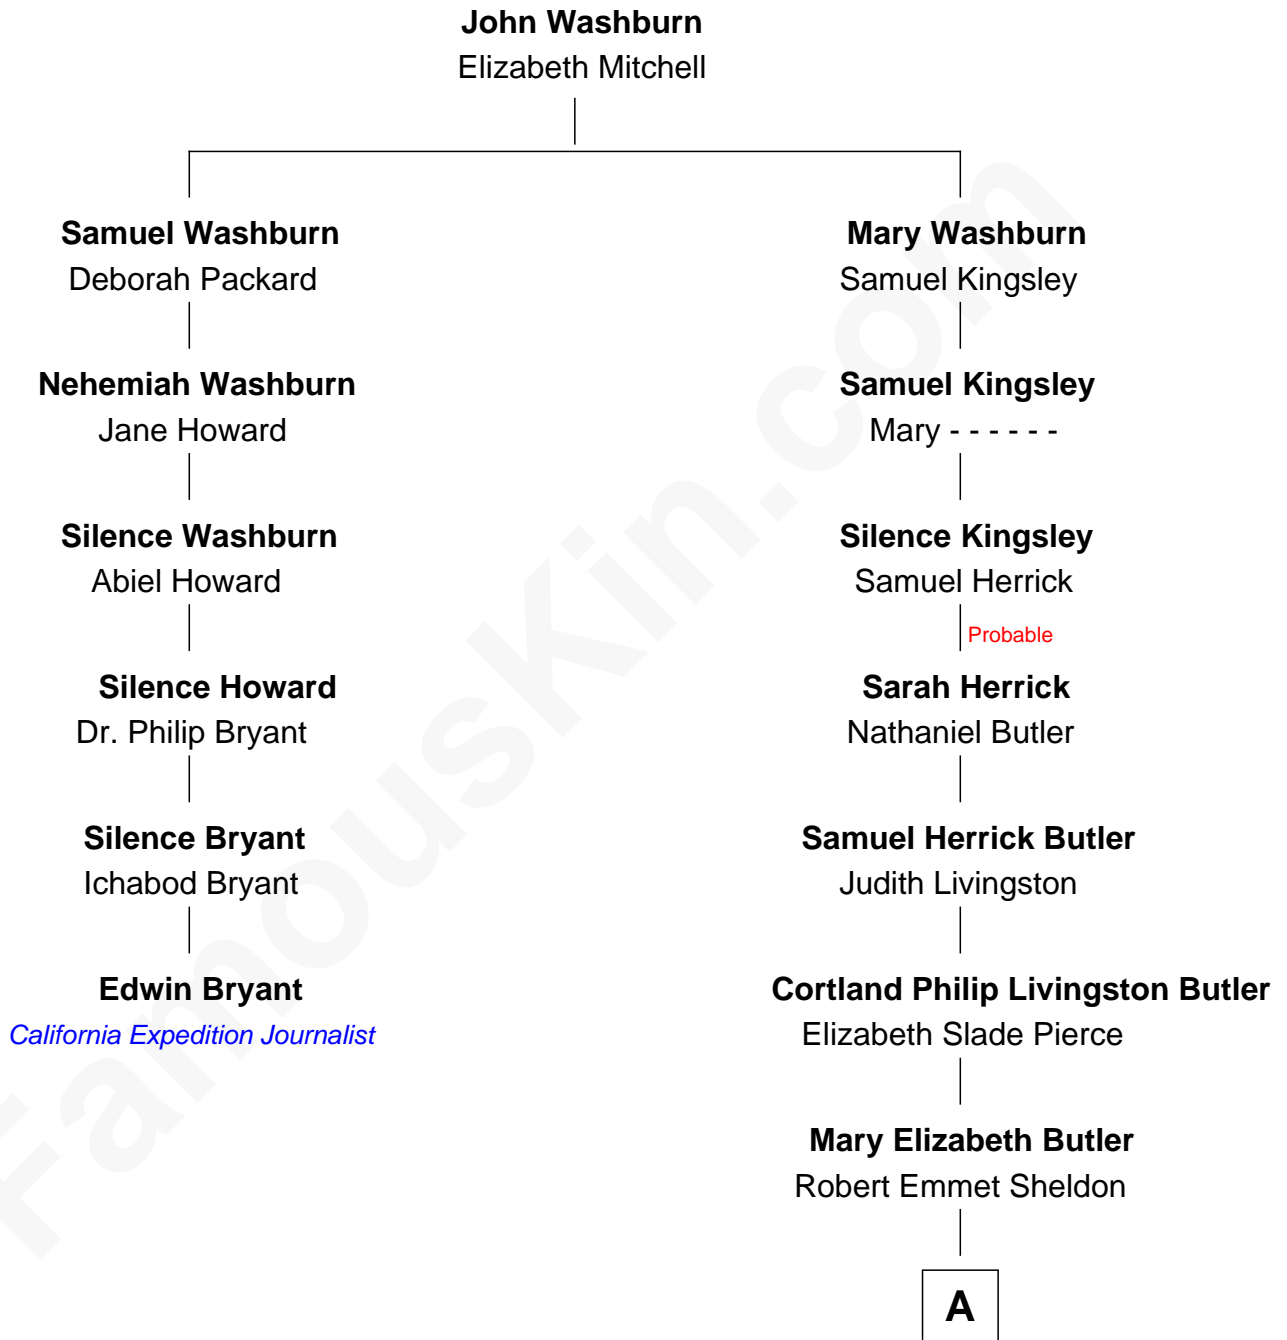 John Washburn
Elizabeth Mitchell
Samuel Washburn
Deborah Packard
Mary Washburn
Samuel Kingsley
Nehemiah Washburn
Jane Howard
Samuel Kingsley
Mary - - - - - -
Silence Washburn
Abiel Howard
Silence Kingsley
Samuel Herrick
Probable
Silence Howard
Dr. Philip Bryant
Sarah Herrick
Nathaniel Butler
Silence Bryant
Ichabod Bryant
Samuel Herrick Butler
Judith Livingston
Edwin Bryant
California Expedition Journalist
Cortland Philip Livingston Butler
Elizabeth Slade Pierce
Mary Elizabeth Butler
Robert Emmet Sheldon
A
FamousKin.com